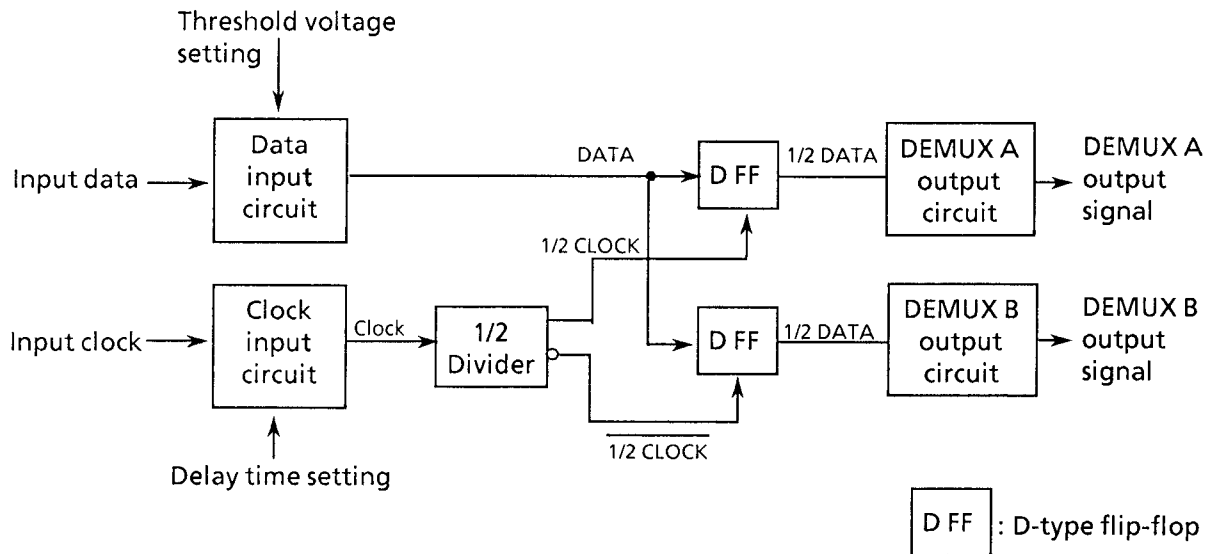 Threshold voltage
setting
Data
input
circuit
Input data
DATA
D FF
1/2 DATA
DEMUX A
output
circuit
DEMUX A
output
signal
1/2 CLOCK
Input clock
Clock
input
circuit
Clock
1/2
Divider
D FF
1/2 DATA
DEMUX B
output
circuit
DEMUX B
output
signal
1/2 CLOCK
Delay time setting
D FF : D-type flip-flop